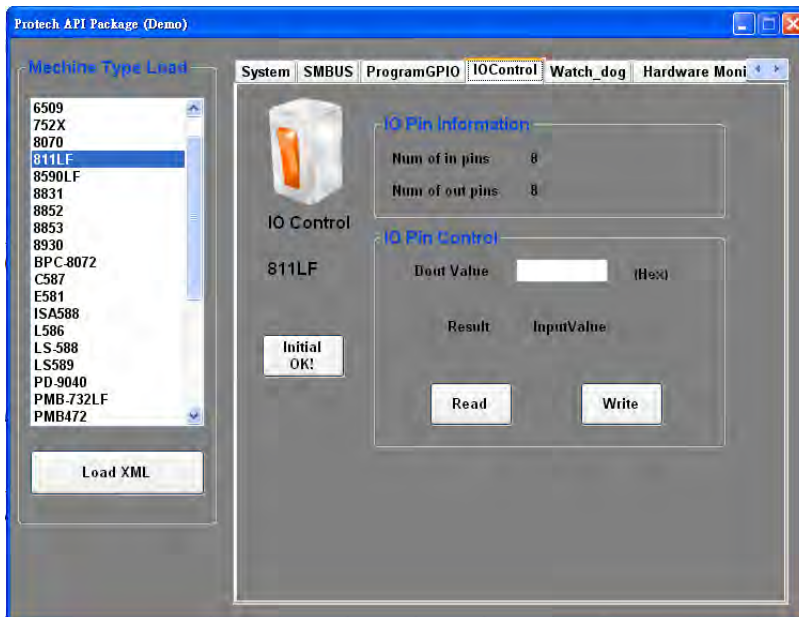 Protech API Package (Demo)
Mechine Type Load
6509
752X
8070
811LF
8590LF
8831
8852
8853
8930
BPC-8072
C587
E581
ISA588
L586
LS-588
LS589
PD-9040
PMB-732LF
PMB472
Load XML
System SMBUS ProgramGPIO IOControl Watch_dog Hardware Moni
IO Control
811LF
Initial
OK!
IO Pin Information
Num of in pins 8
Num of out pins 8
IO Pin Control
Dout Value (Hex)
Result InputValue
Read Write